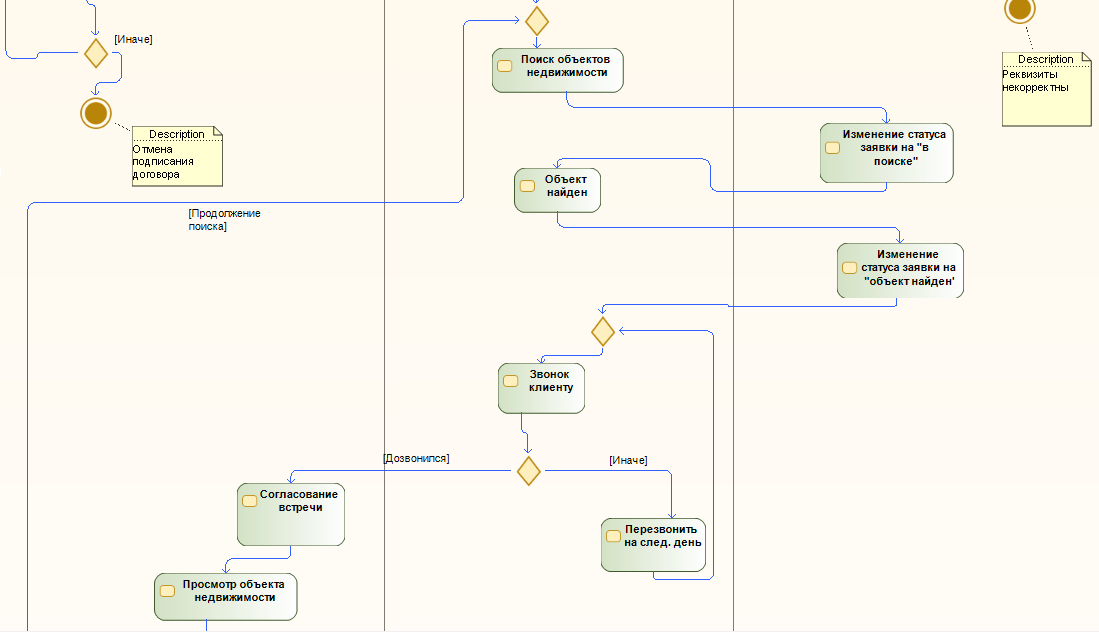 [Иначе]
Description
Отмена
подписания
договора
Поиск объектов
недвижимости
Description
Реквизиты
некорректны
Изменение статуса
заявки на "в
поиске"
Объект
найден
[Продолжение
поиска]
Изменение
статуса заявки на
"объект найден'
Звонок
клиенту
[Дозвонился]
[Иначе]
Согласование
встречи
Перезвонить
на след. день
Просмотр объекта
недвижимости